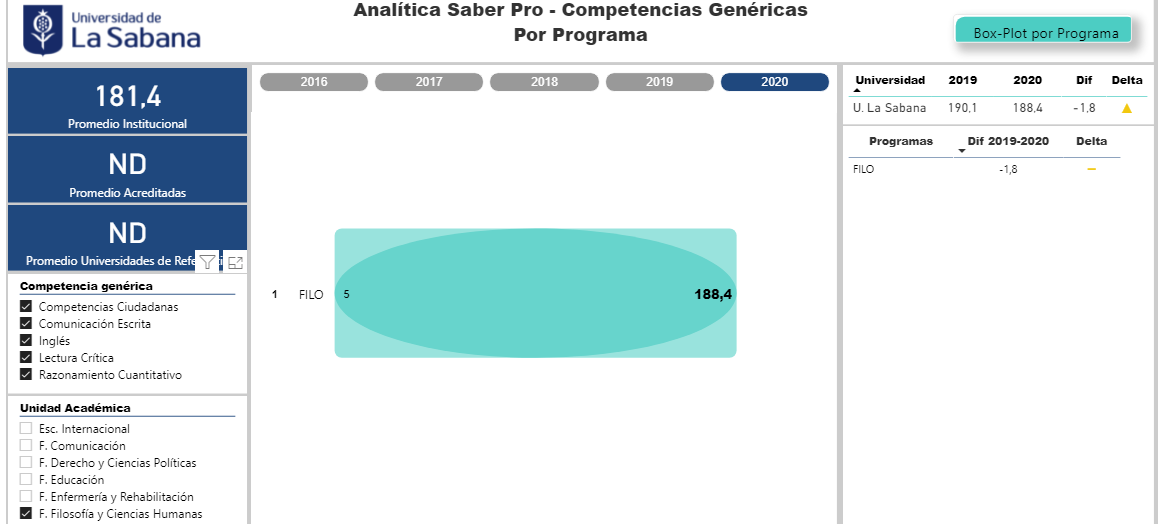 Universidad de
La Sabana
Analítica Saber Pro - Competencias Genéricas
Por Programa
Box-Plot por Programa
181,4
Promedio Institucional
ND
Promedio Acreditadas
ND
Promedio Universidades de
Competencia genérica
Competencias Ciudadanas
Comunicación Escrita
Inglés
Lectura Crítica
Razonamiento Cuantitativo
Unidad Académica
Esc. Internacional
F. Comunicación
F. Derecho y Ciencias Políticas
F. Educación
F. Enfermería y Rehabilitación
F. Filosofía y Ciencias Humanas
2016 2017 2018 2019 2020
1 FILO 5 188,4
Universidad 2019 2020 Dif Delta
U. La Sabana 190,1 188,4 -1,8
Programas Dif 2019-2020 Delta
FILO -1,8